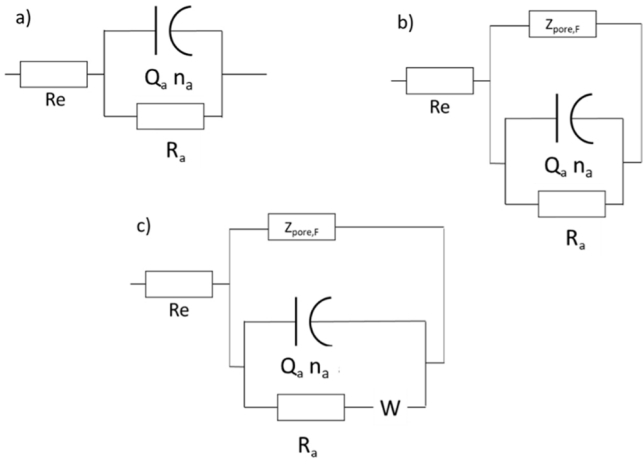 a)
Qₐ nₐ
Re
Rₐ
b)
Zpore,F
Re
Qₐ nₐ
Rₐ
c)
Zpore,F
Re
Qₐ nₐ
W
Rₐ